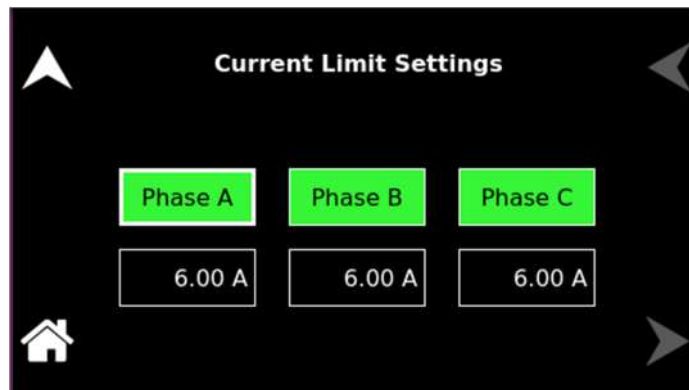 Current Limit Settings
Phase A Phase B Phase C
6.00 A 6.00 A 6.00 A